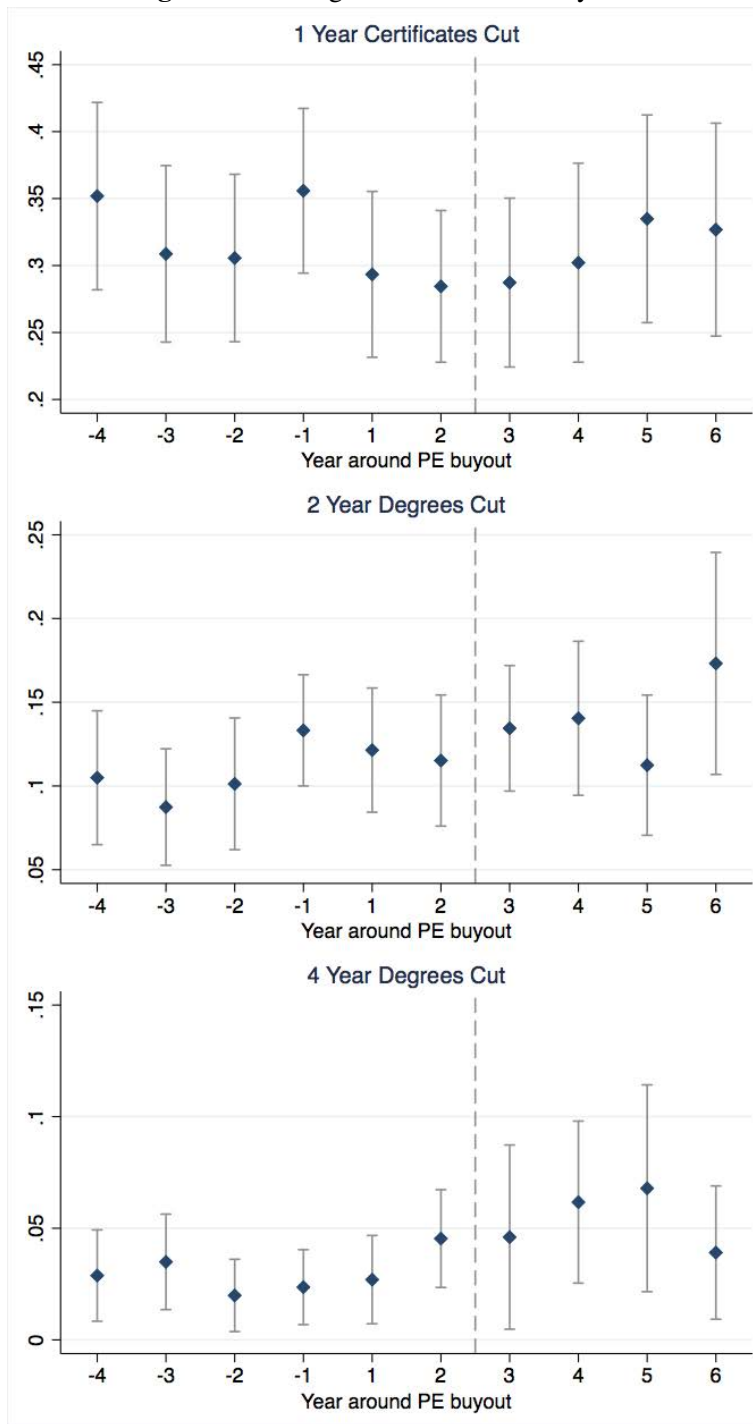 1 Year Certificates Cut
.45
.4
.35
.3
.25
.2
-4 -3 -2 -1 1 2 3 4 5 6
Year around PE buyout
2 Year Degrees Cut
.25
.2
.15
.1
.05
-4 -3 -2 -1 1 2 3 4 5 6
Year around PE buyout
4 Year Degrees Cut
.15
.1
.05
0
-4 -3 -2 -1 1 2 3 4 5 6
Year around PE buyout